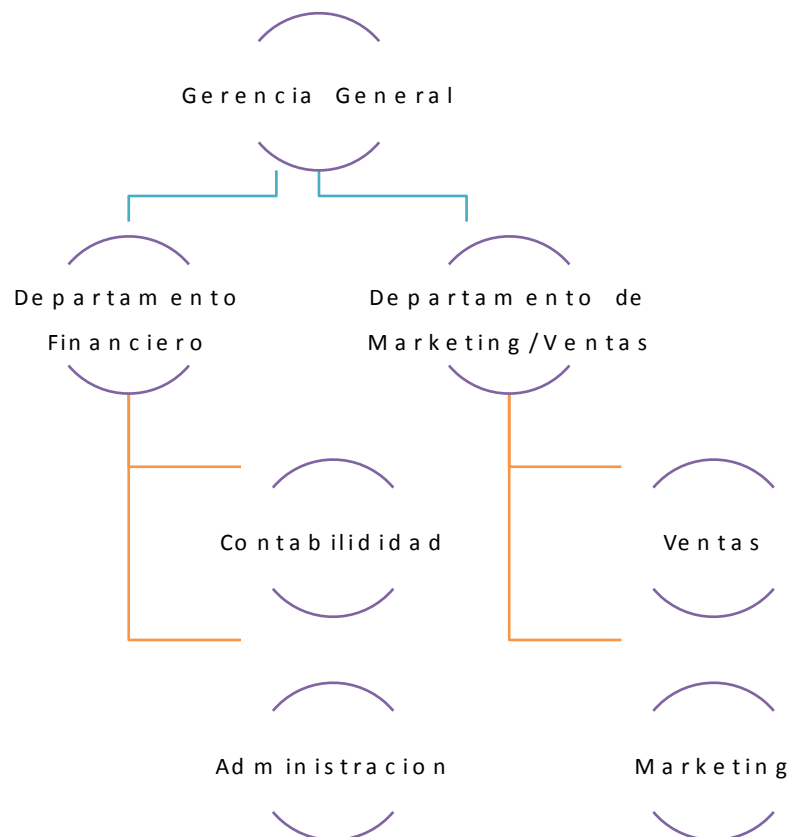 Gerencia General
Departamento
Financiero
Departamento de
Marketing/Ventas
Contabilididad
Ventas
Administracion
Marketing